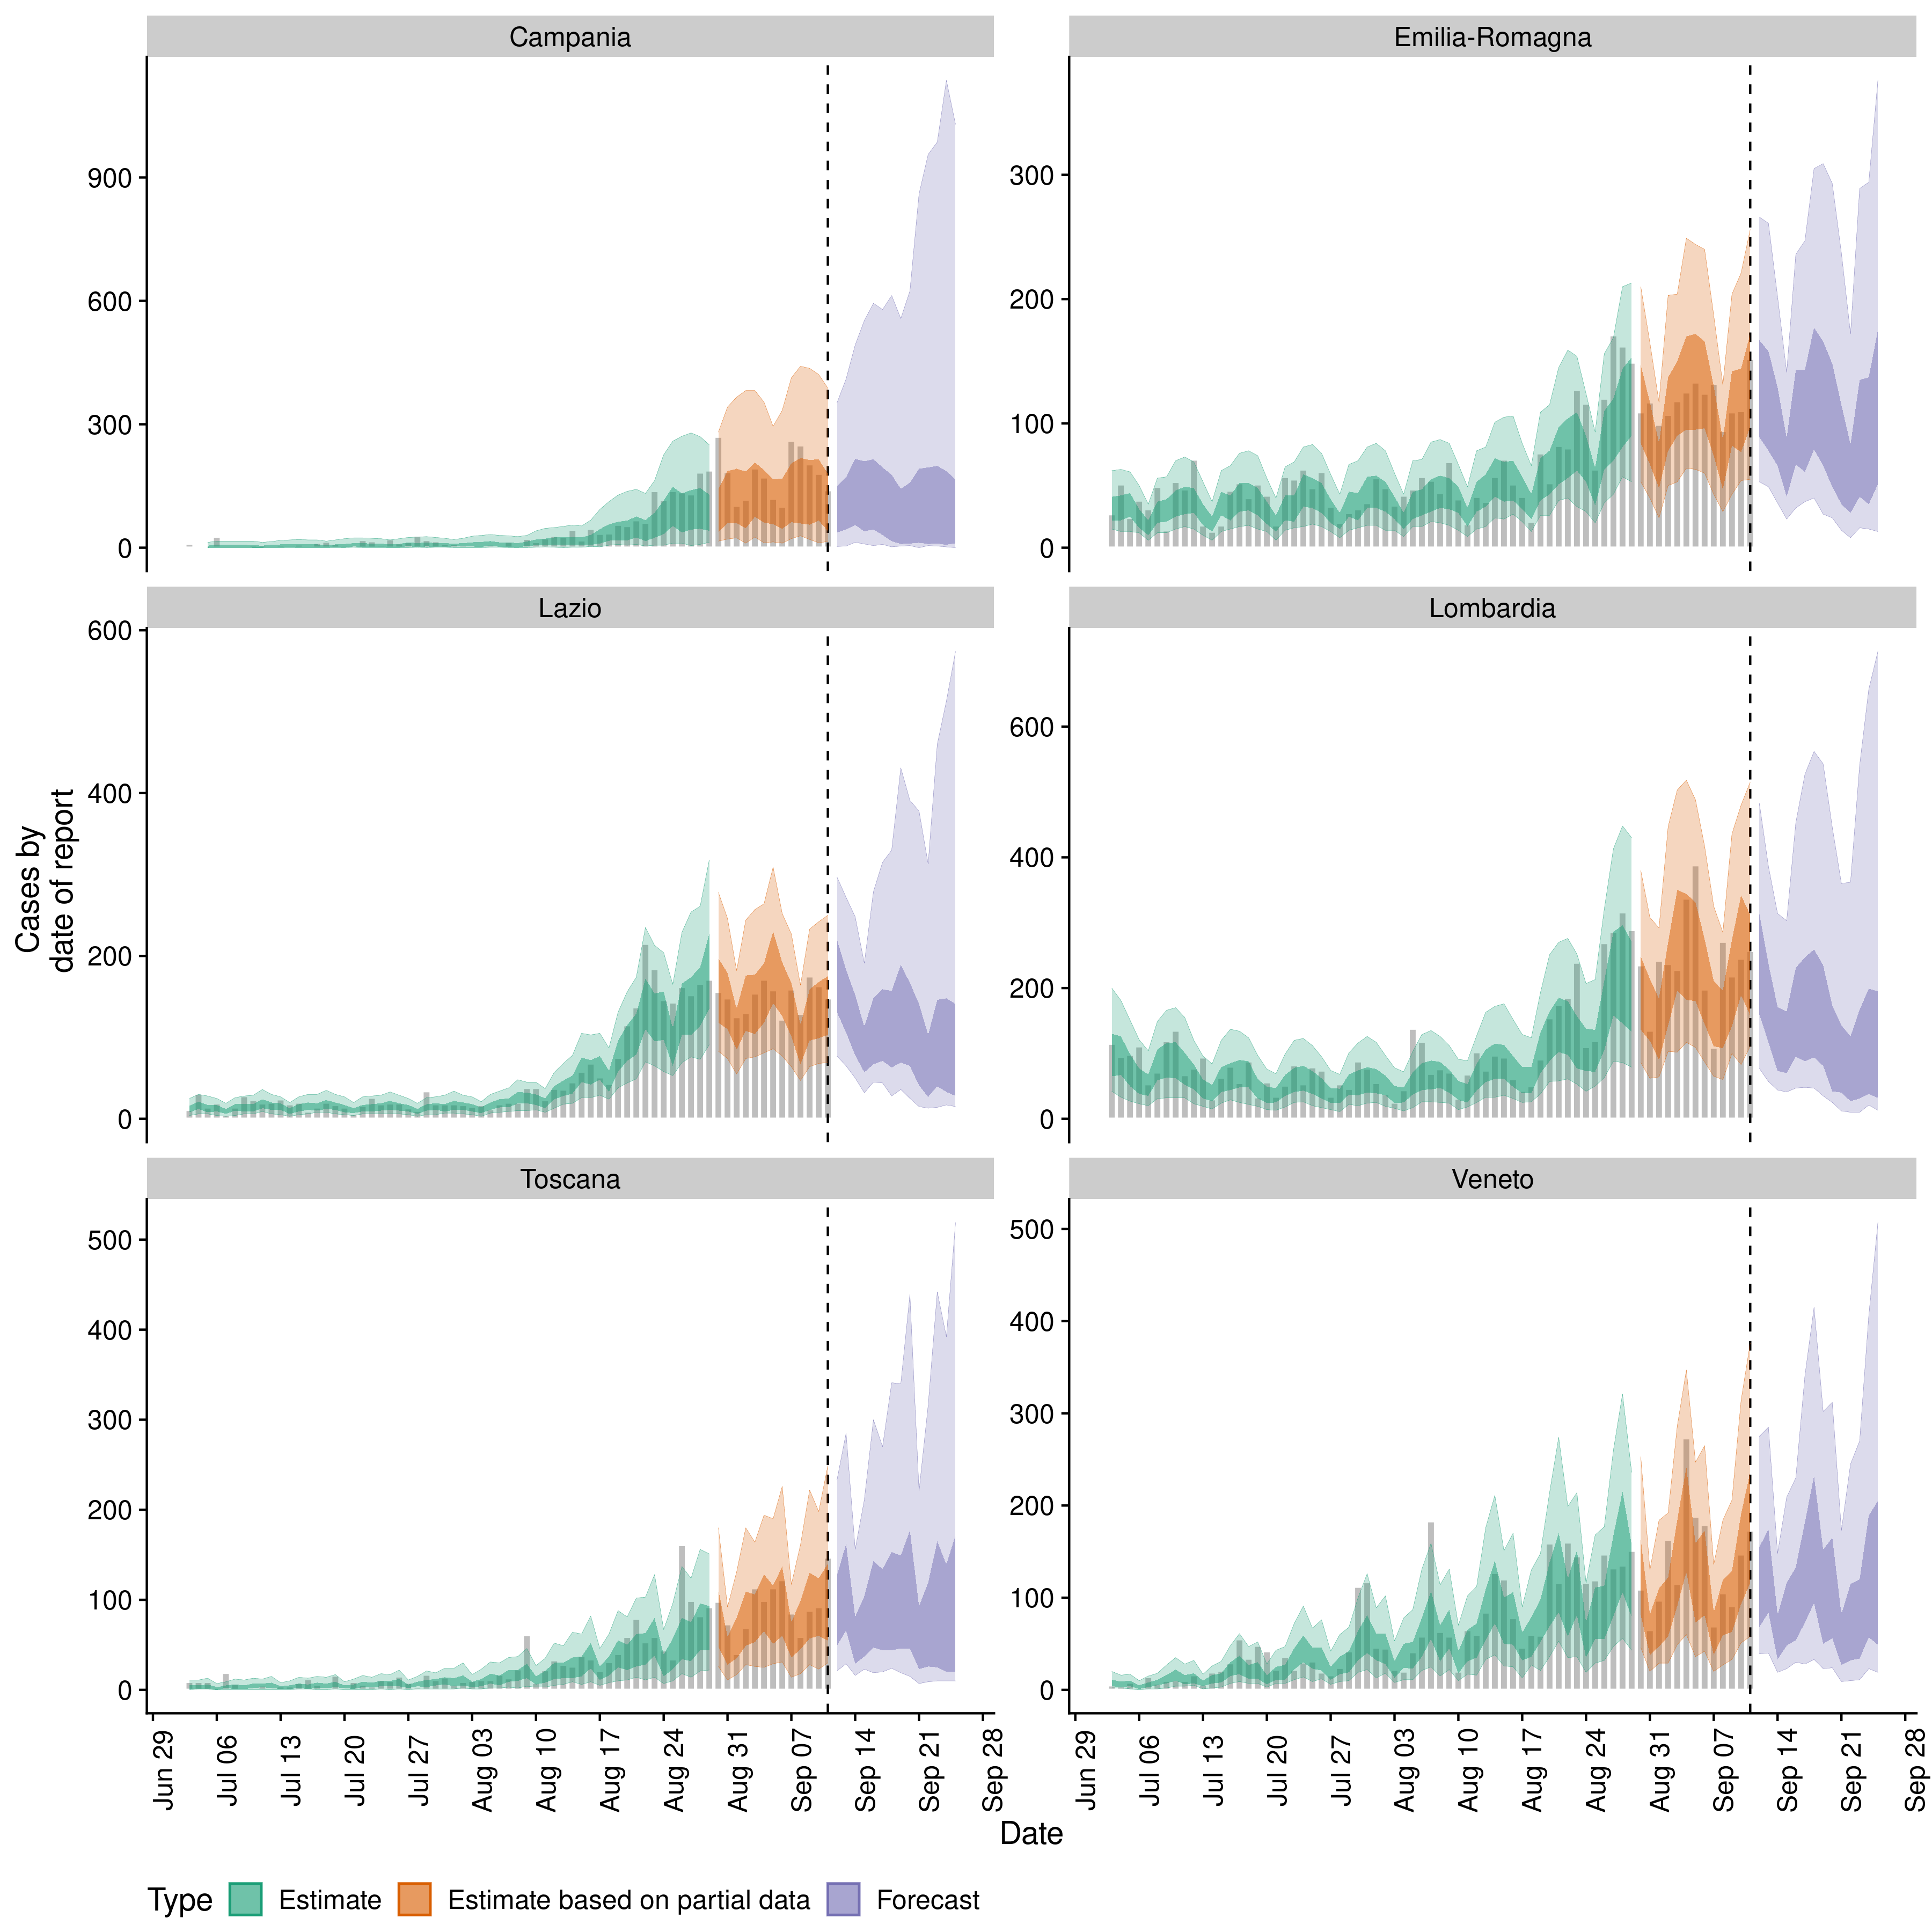 Campania
Emilia-Romagna
900
600
300
0
300
200
100
0
Lazio
Lombardia
600
400
200
0
600
400
200
0
Toscana
Veneto
500
400
300
200
100
0
500
400
300
200
100
0
Cases by
date of report
Jun 29
Jul 06
Jul 13
Jul 20
Jul 27
Aug 03
Aug 10
Aug 17
Aug 24
Aug 31
Sep 07
Sep 14
Sep 21
Sep 28
Jun 29
Jul 06
Jul 13
Jul 20
Jul 27
Aug 03
Aug 10
Aug 17
Aug 24
Aug 31
Sep 07
Sep 14
Sep 21
Sep 28
Date
Type Estimate Estimate based on partial data Forecast